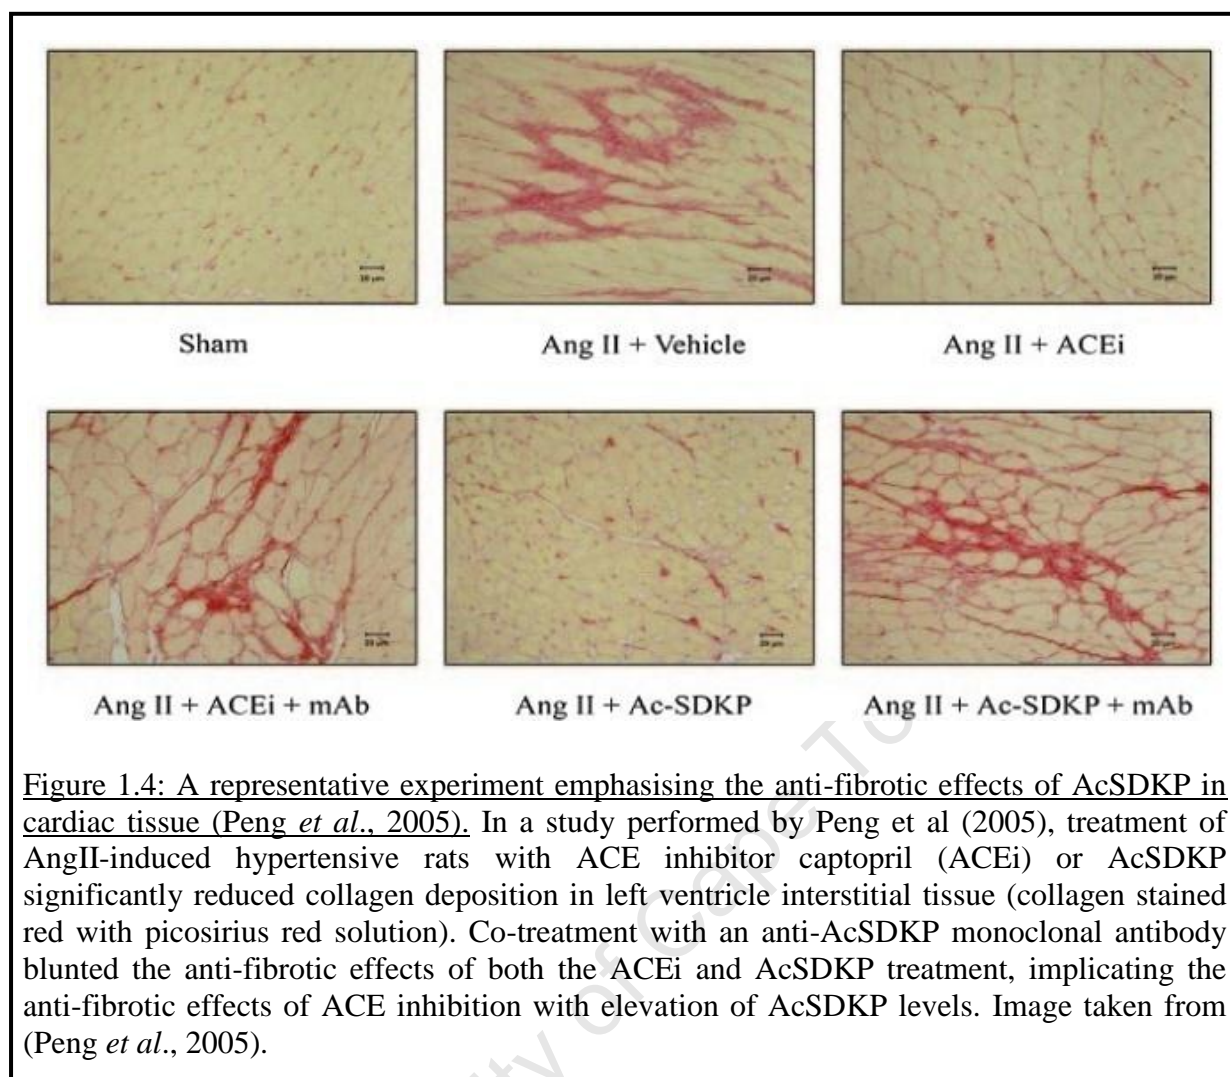 Sham
Ang II + Vehicle
Ang II + ACEi
Ang II + ACEi + mAb
Ang II + Ac-SDKP
Ang II + Ac-SDKP + mAb
Figure 1.4: A representative experiment emphasising the anti-fibrotic effects of AcSDKP in
cardiac tissue (Peng et al., 2005). In a study performed by Peng et al (2005), treatment of
AngII-induced hypertensive rats with ACE inhibitor captopril (ACEi) or AcSDKP
significantly reduced collagen deposition in left ventricle interstitial tissue (collagen stained
red with picosirius red solution). Co-treatment with an anti-AcSDKP monoclonal antibody
blunted the anti-fibrotic effects of both the ACEi and AcSDKP treatment, implicating the
anti-fibrotic effects of ACE inhibition with elevation of AcSDKP levels. Image taken from
(Peng et al., 2005).